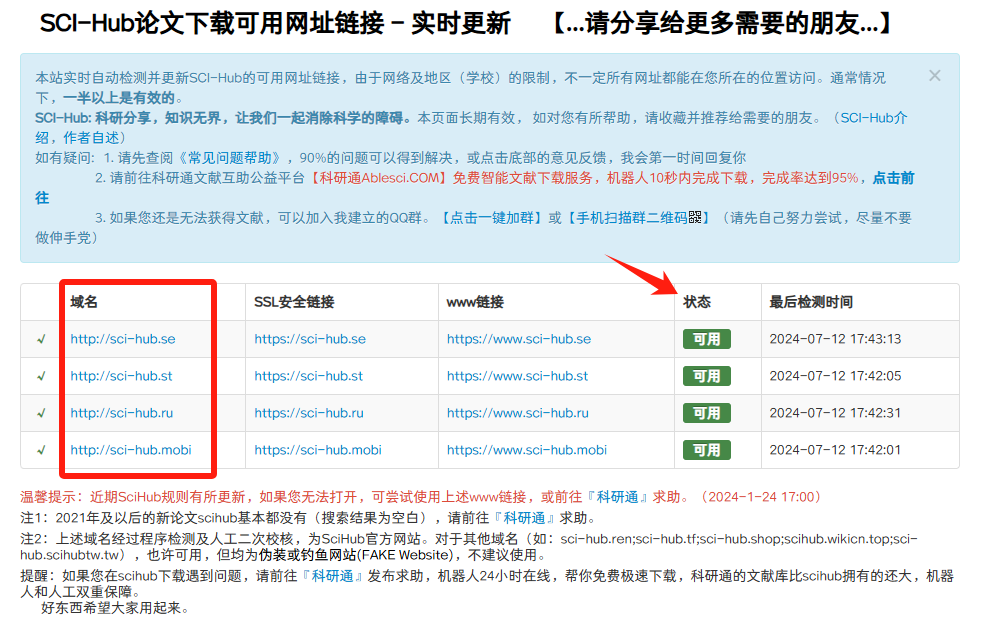 SCI-Hub论文下载可用网址链接 - 实时更新 【...请分享给更多需要的朋友...】
本站实时自动检测并更新SCI-Hub的可用网址链接，由于网络及地区（学校）的限制，不一定所有网址都能在您所在的位置访问。通常情况
下，一半以上是有效的。
SCI-Hub: 科研分享，知识无界，让我们一起消除科学的障碍。本页面长期有效， 如对您有所帮助，请收藏并推荐给需要的朋友。（SCI-Hub介
绍，作者自述）
如有疑问：1. 请先查阅《常见问题帮助》，90%的问题可以得到解决，或点击底部的意见反馈，我会第一时间回复你
2. 请前往科研通文献互助公益平台【科研通Ablesci.COM】免费智能文献下载服务，机器人10秒内完成下载，完成率达到95%，点击前
往
3. 如果您还是无法获得文献，可以加入我建立的QQ群。【点击一键加群】或【手机扫描群二维码】（请先自己努力尝试，尽量不要
做伸手党）
×
域名 SSL安全链接 www链接 状态 最后检测时间
√ http://sci-hub.se https://sci-hub.se https://www.sci-hub.se 可用 2024-07-12 17:43:13
√ http://sci-hub.st https://sci-hub.st https://www.sci-hub.st 可用 2024-07-12 17:42:05
√ http://sci-hub.ru https://sci-hub.ru https://www.sci-hub.ru 可用 2024-07-12 17:42:31
√ http://sci-hub.mobi https://sci-hub.mobi https://www.sci-hub.mobi 可用 2024-07-12 17:42:01
温馨提示：近期SciHub规则有所更新，如果您无法打开，可尝试使用上述www链接，或前往『科研通』求助。（2024-1-24 17:00）
注1：2021年及以后的新论文scihub基本都没有（搜索结果为空白），请前往『科研通』求助。
注2：上述域名经过程序检测及人工二次校核，为SciHub官方网站。对于其他域名（如：sci-hub.ren;sci-hub.tf;sci-hub.shop;scihub.wikicn.top;sci-
hub.scihubtw.tw），也许可用，但均为伪装或钓鱼网站(FAKE Website)，不建议使用。
提醒：如果您在scihub下载遇到问题，请前往『科研通』发布求助，机器人24小时在线，帮你免费极速下载，科研通的文献库比scihub拥有的还大，机器
人和人工双重保障。
好东西希望大家用起来。